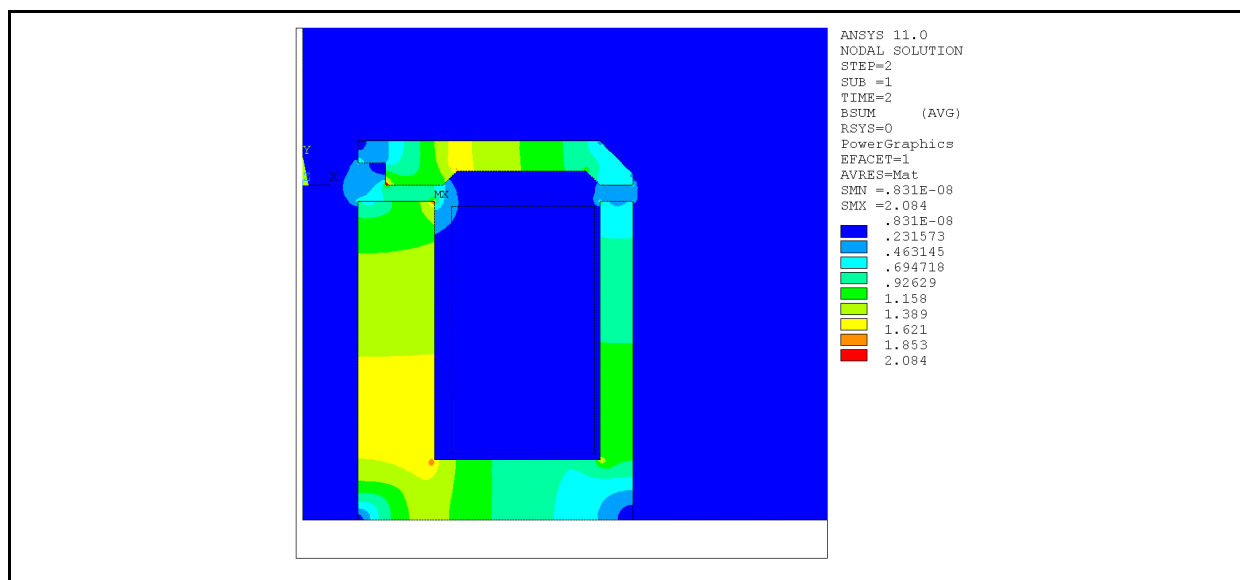 ANSYS 11.0
NODAL SOLUTION
STEP=2
SUB =1
TIME=2
BSUM (AVG)
RSYS=0
PowerGraphics
EFACET=1
AVRES=Mat
SMN =.831E-08
SMX =2.084
.831E-08
.231573
.463145
.694718
.92629
1.158
1.389
1.621
1.853
2.084
Y
X
MX